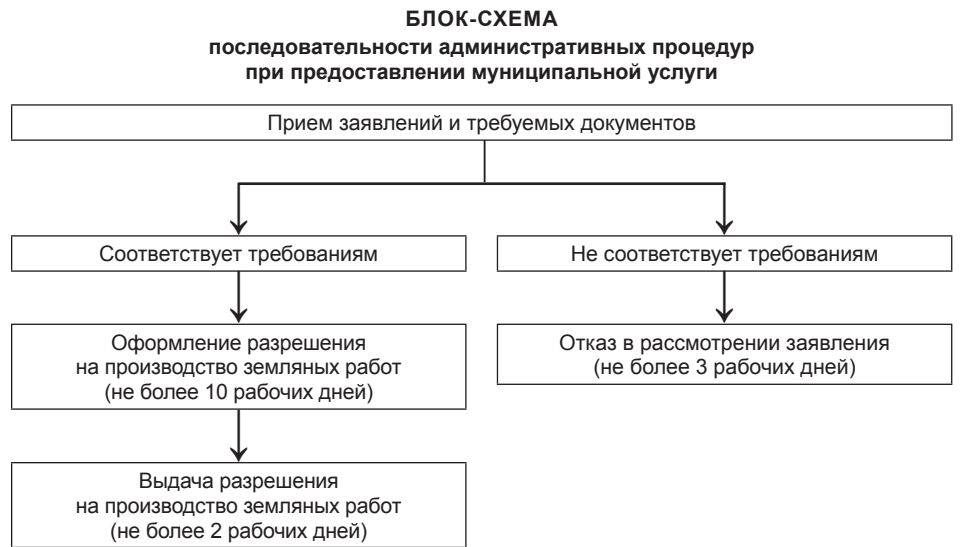 БЛОК-СХЕМА
последовательности административных процедур
при предоставлении муниципальной услуги
Прием заявлений и требуемых документов
Соответствует требованиям
Не соответствует требованиям
Оформление разрешения
на производство земляных работ
(не более 10 рабочих дней)
Отказ в рассмотрении заявления
(не более 3 рабочих дней)
Выдача разрешения
на производство земляных работ
(не более 2 рабочих дней)